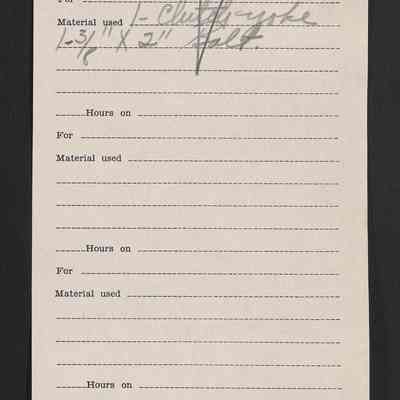 For
Material used 1- Clutch-yoke
1-3/8" X 2" Bolt.
Hours on
For
Material used
Hours on
For
Material used
Hours on